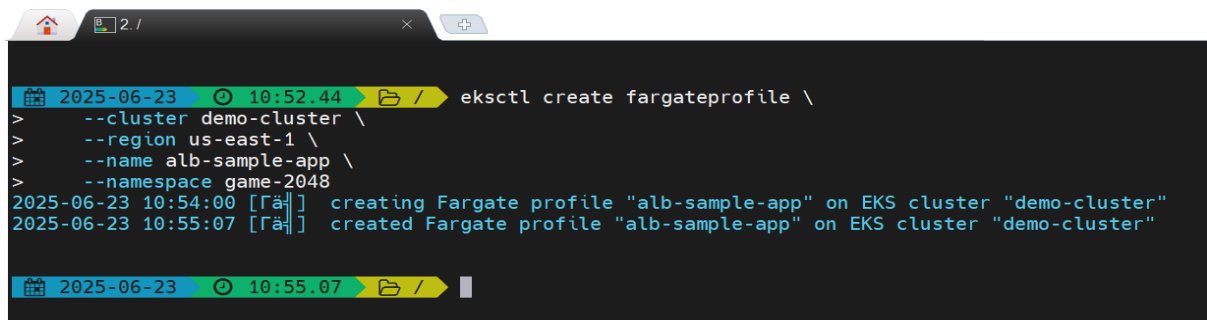 2. /
2025-06-23 10:52.44 / eksctl create fargateprofile \
> --cluster demo-cluster \
> --region us-east-1 \
> --name alb-sample-app \
> --namespace game-2048
2025-06-23 10:54:00 [Γä╣] creating Fargate profile "alb-sample-app" on EKS cluster "demo-cluster"
2025-06-23 10:55:07 [Γä╣] created Fargate profile "alb-sample-app" on EKS cluster "demo-cluster"
2025-06-23 10:55.07 /